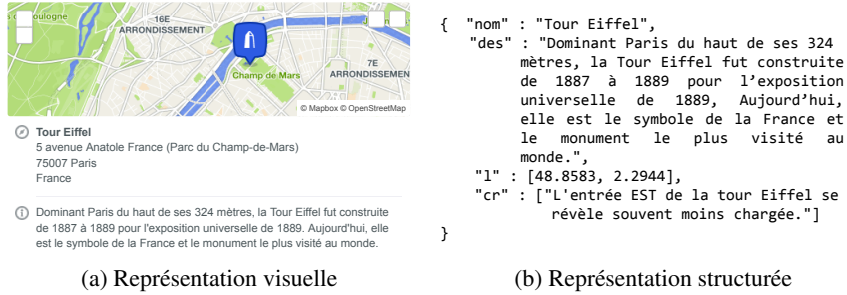 oulogne
16E
ARRONDISSEMENT
Champ de Mars
7E
ARRONDISSEMEN
© Mapbox © OpenStreetMap
Tour Eiffel
5 avenue Anatole France (Parc du Champ-de-Mars)
75007 Paris
France
Dominant Paris du haut de ses 324 mètres, la Tour Eiffel fut construite
de 1887 à 1889 pour l'exposition universelle de 1889. Aujourd'hui, elle
est le symbole de la France et le monument le plus visité au monde.
(a) Représentation visuelle
{ "nom" : "Tour Eiffel",
"des" : "Dominant Paris du haut de ses 324
mètres, la Tour Eiffel fut construite
de 1887 à 1889 pour l’exposition
universelle de 1889, Aujourd’hui,
elle est le symbole de la France et
le monument le plus visité au
monde.",
"l" : [48.8583, 2.2944],
"cr" : ["L'entrée EST de la tour Eiffel se
révèle souvent moins chargée."]
}
(b) Représentation structurée